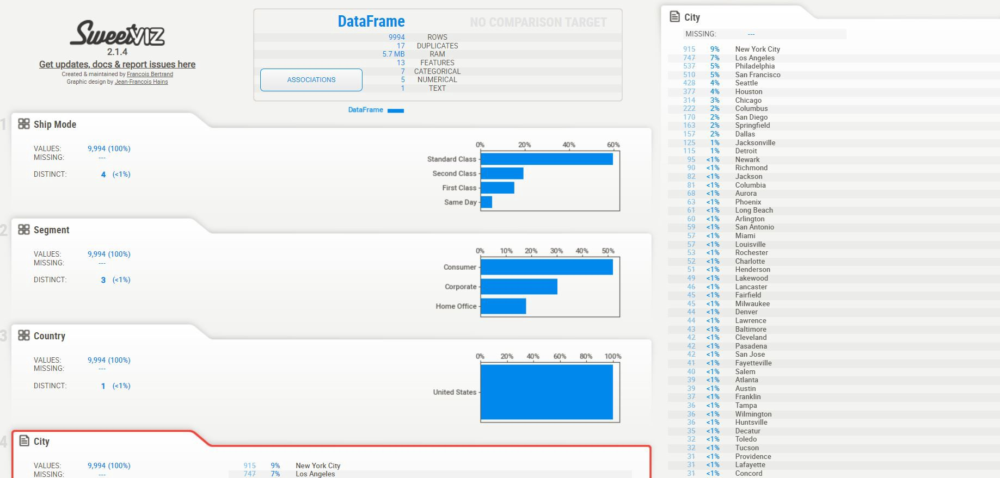 SweetVIZ
2.1.4
Get updates, docs & report issues here
Created & maintained by Francois Bertrand
Graphic design by Jean-Francois Hains
DataFrame NO COMPARISON TARGET
9994 ROWS
17 DUPLICATES
5.7 MB RAM
13 FEATURES
7 CATEGORICAL
5 NUMERICAL
1 TEXT
ASSOCIATIONS
DataFrame
1 Ship Mode
VALUES: 9,994 (100%)
MISSING: ---
DISTINCT: 4 (<1%)
0% 20% 40% 60%
Standard Class
Second Class
First Class
Same Day
2 Segment
VALUES: 9,994 (100%)
MISSING: ---
DISTINCT: 3 (<1%)
0% 10% 20% 30% 40% 50%
Consumer
Corporate
Home Office
3 Country
VALUES: 9,994 (100%)
MISSING: ---
DISTINCT: 1 (<1%)
0% 20% 40% 60% 80% 100%
United States
4 City
VALUES: 9,994 (100%)
MISSING: ---
915 9% New York City
747 7% Los Angeles
City
MISSING: ---
915 9% New York City
747 7% Los Angeles
537 5% Philadelphia
510 5% San Francisco
428 4% Seattle
377 4% Houston
314 3% Chicago
222 2% Columbus
170 2% San Diego
163 2% Springfield
157 2% Dallas
125 1% Jacksonville
115 1% Detroit
95 <1% Newark
90 <1% Richmond
82 <1% Jackson
81 <1% Columbia
68 <1% Aurora
63 <1% Phoenix
61 <1% Long Beach
60 <1% Arlington
59 <1% San Antonio
57 <1% Miami
57 <1% Louisville
53 <1% Rochester
52 <1% Charlotte
51 <1% Henderson
49 <1% Lakewood
46 <1% Lancaster
45 <1% Fairfield
45 <1% Milwaukee
44 <1% Denver
44 <1% Lawrence
43 <1% Baltimore
42 <1% Cleveland
42 <1% Pasadena
42 <1% San Jose
41 <1% Fayetteville
40 <1% Salem
39 <1% Atlanta
39 <1% Austin
37 <1% Franklin
36 <1% Tampa
36 <1% Wilmington
36 <1% Huntsville
35 <1% Decatur
32 <1% Toledo
32 <1% Tucson
31 <1% Providence
31 <1% Lafayette
31 <1% Concord